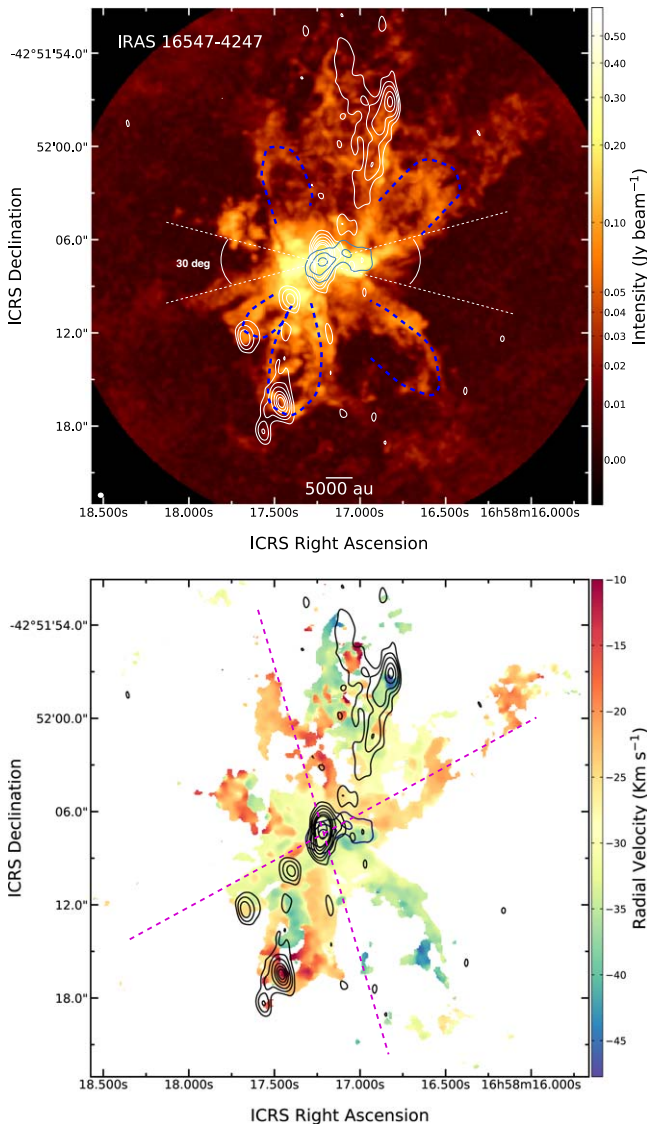 IRAS 16547-4247
-42°51'54.0"
52'00.0"
06.0"
12.0"
18.0"
ICRS Declination
30 deg
5000 au
18.500s 18.000s 17.500s 17.000s 16.500s 16h58m16.000s
ICRS Right Ascension
0.50
0.40
0.30
0.20
0.10
0.05
0.04
0.03
0.02
0.01
0.00
Intensity (Jy beam⁻¹)
-42°51'54.0"
52'00.0"
06.0"
12.0"
18.0"
ICRS Declination
18.500s 18.000s 17.500s 17.000s 16.500s 16h58m16.000s
ICRS Right Ascension
−10
−15
−20
−25
−30
−35
−40
−45
Radial Velocity (Km s⁻¹)